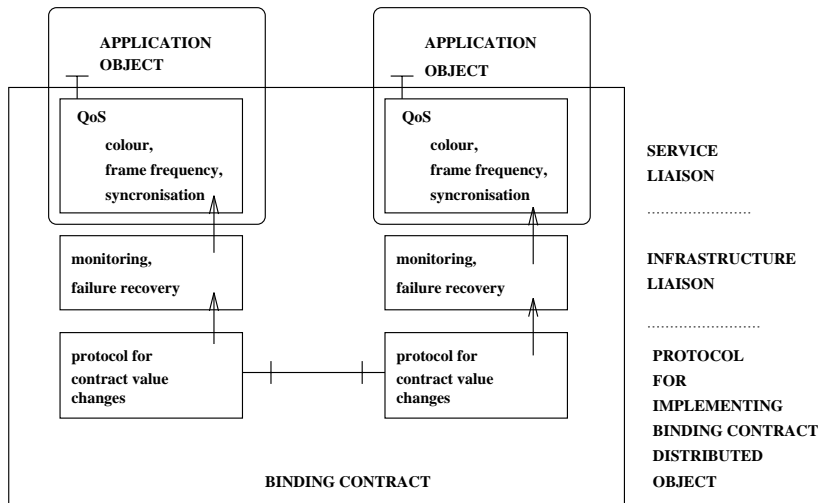 APPLICATION
OBJECT
QoS
colour,
frame frequency,
syncronisation
monitoring,
failure recovery
protocol for
contract value
changes
APPLICATION
OBJECT
QoS
colour,
frame frequency,
syncronisation
monitoring,
failure recovery
protocol for
contract value
changes
BINDING CONTRACT
SERVICE
LIAISON
INFRASTRUCTURE
LIAISON
PROTOCOL
FOR
IMPLEMENTING
BINDING CONTRACT
DISTRIBUTED
OBJECT